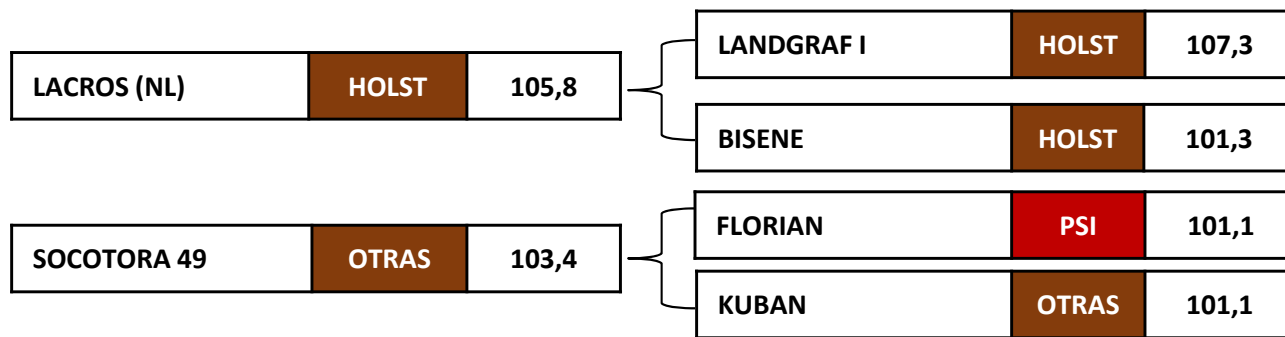 LANDGRAF I HOLST 107,3
LACROS (NL) HOLST 105,8
BISENE HOLST 101,3
FLORIAN PSI 101,1
SOCOTORA 49 OTRAS 103,4
KUBAN OTRAS 101,1